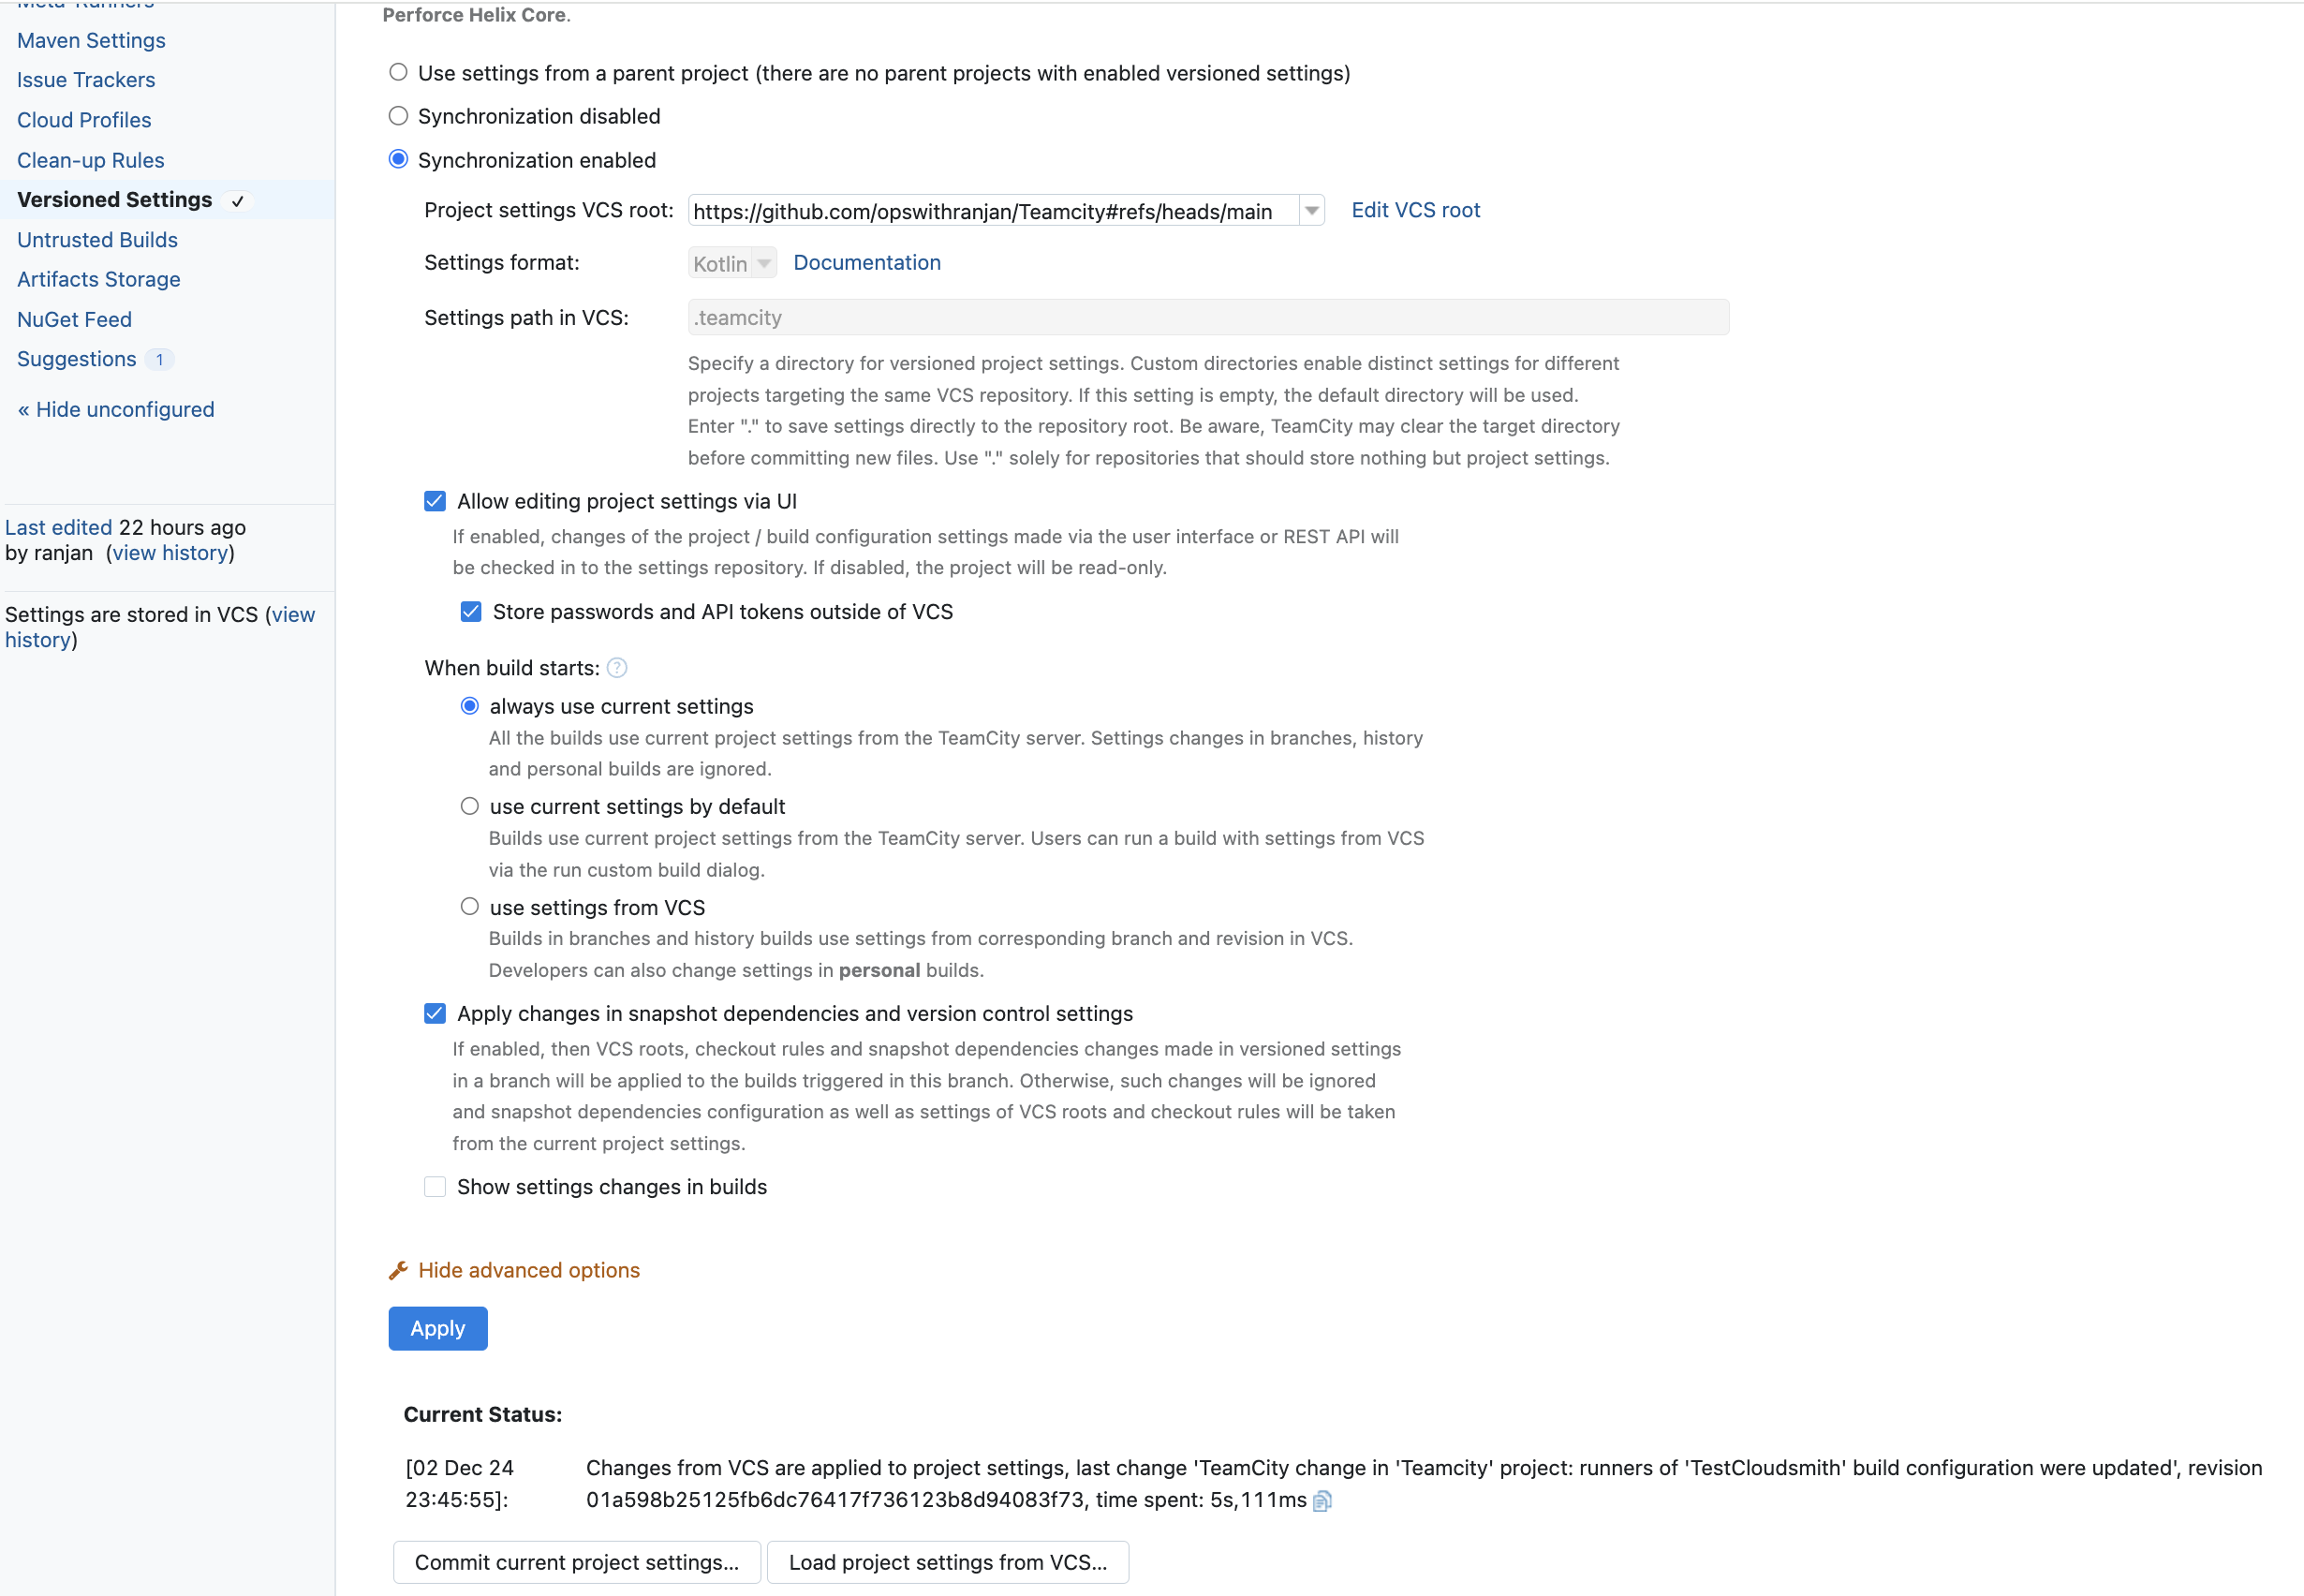 Meta-Runners
Maven Settings
Issue Trackers
Cloud Profiles
Clean-up Rules
Versioned Settings ✓
Untrusted Builds
Artifacts Storage
NuGet Feed
Suggestions 1
« Hide unconfigured
Last edited 22 hours ago
by ranjan (view history)
Settings are stored in VCS (view
history)
Perforce Helix Core.
Use settings from a parent project (there are no parent projects with enabled versioned settings)
Synchronization disabled
Synchronization enabled
Project settings VCS root: https://github.com/opswithranjan/Teamcity#refs/heads/main Edit VCS root
Settings format: Kotlin Documentation
Settings path in VCS: .teamcity
Specify a directory for versioned project settings. Custom directories enable distinct settings for different
projects targeting the same VCS repository. If this setting is empty, the default directory will be used.
Enter "." to save settings directly to the repository root. Be aware, TeamCity may clear the target directory
before committing new files. Use "." solely for repositories that should store nothing but project settings.
Allow editing project settings via UI
If enabled, changes of the project / build configuration settings made via the user interface or REST API will
be checked in to the settings repository. If disabled, the project will be read-only.
Store passwords and API tokens outside of VCS
When build starts: ?
always use current settings
All the builds use current project settings from the TeamCity server. Settings changes in branches, history
and personal builds are ignored.
use current settings by default
Builds use current project settings from the TeamCity server. Users can run a build with settings from VCS
via the run custom build dialog.
use settings from VCS
Builds in branches and history builds use settings from corresponding branch and revision in VCS.
Developers can also change settings in personal builds.
Apply changes in snapshot dependencies and version control settings
If enabled, then VCS roots, checkout rules and snapshot dependencies changes made in versioned settings
in a branch will be applied to the builds triggered in this branch. Otherwise, such changes will be ignored
and snapshot dependencies configuration as well as settings of VCS roots and checkout rules will be taken
from the current project settings.
Show settings changes in builds
Hide advanced options
Apply
Current Status:
[02 Dec 24 Changes from VCS are applied to project settings, last change 'TeamCity change in 'Teamcity' project: runners of 'TestCloudsmith' build configuration were updated', revision
23:45:55]: 01a598b25125fb6dc76417f736123b8d94083f73, time spent: 5s,111ms
Commit current project settings... Load project settings from VCS...